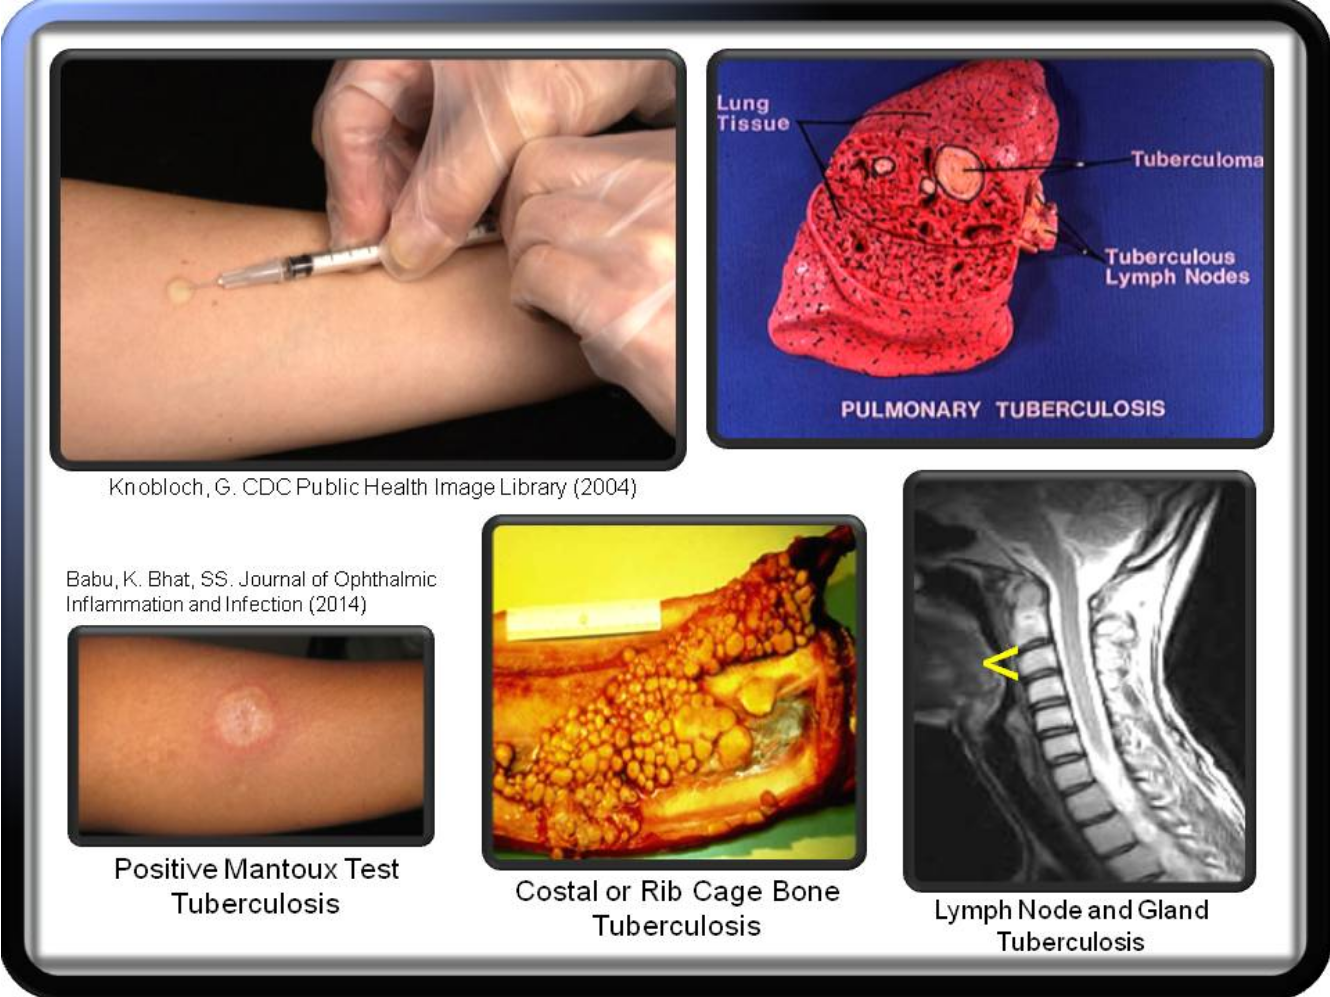 Lung
Tissue
Tuberculoma
Tuberculous
Lymph Nodes
PULMONARY TUBERCULOSIS
Knobloch, G. CDC Public Health Image Library (2004)
Babu, K. Bhat, SS. Journal of Ophthalmic
Inflammation and Infection (2014)
Positive Mantoux Test
Tuberculosis
<
Costal or Rib Cage Bone
Tuberculosis
Lymph Node and Gland
Tuberculosis